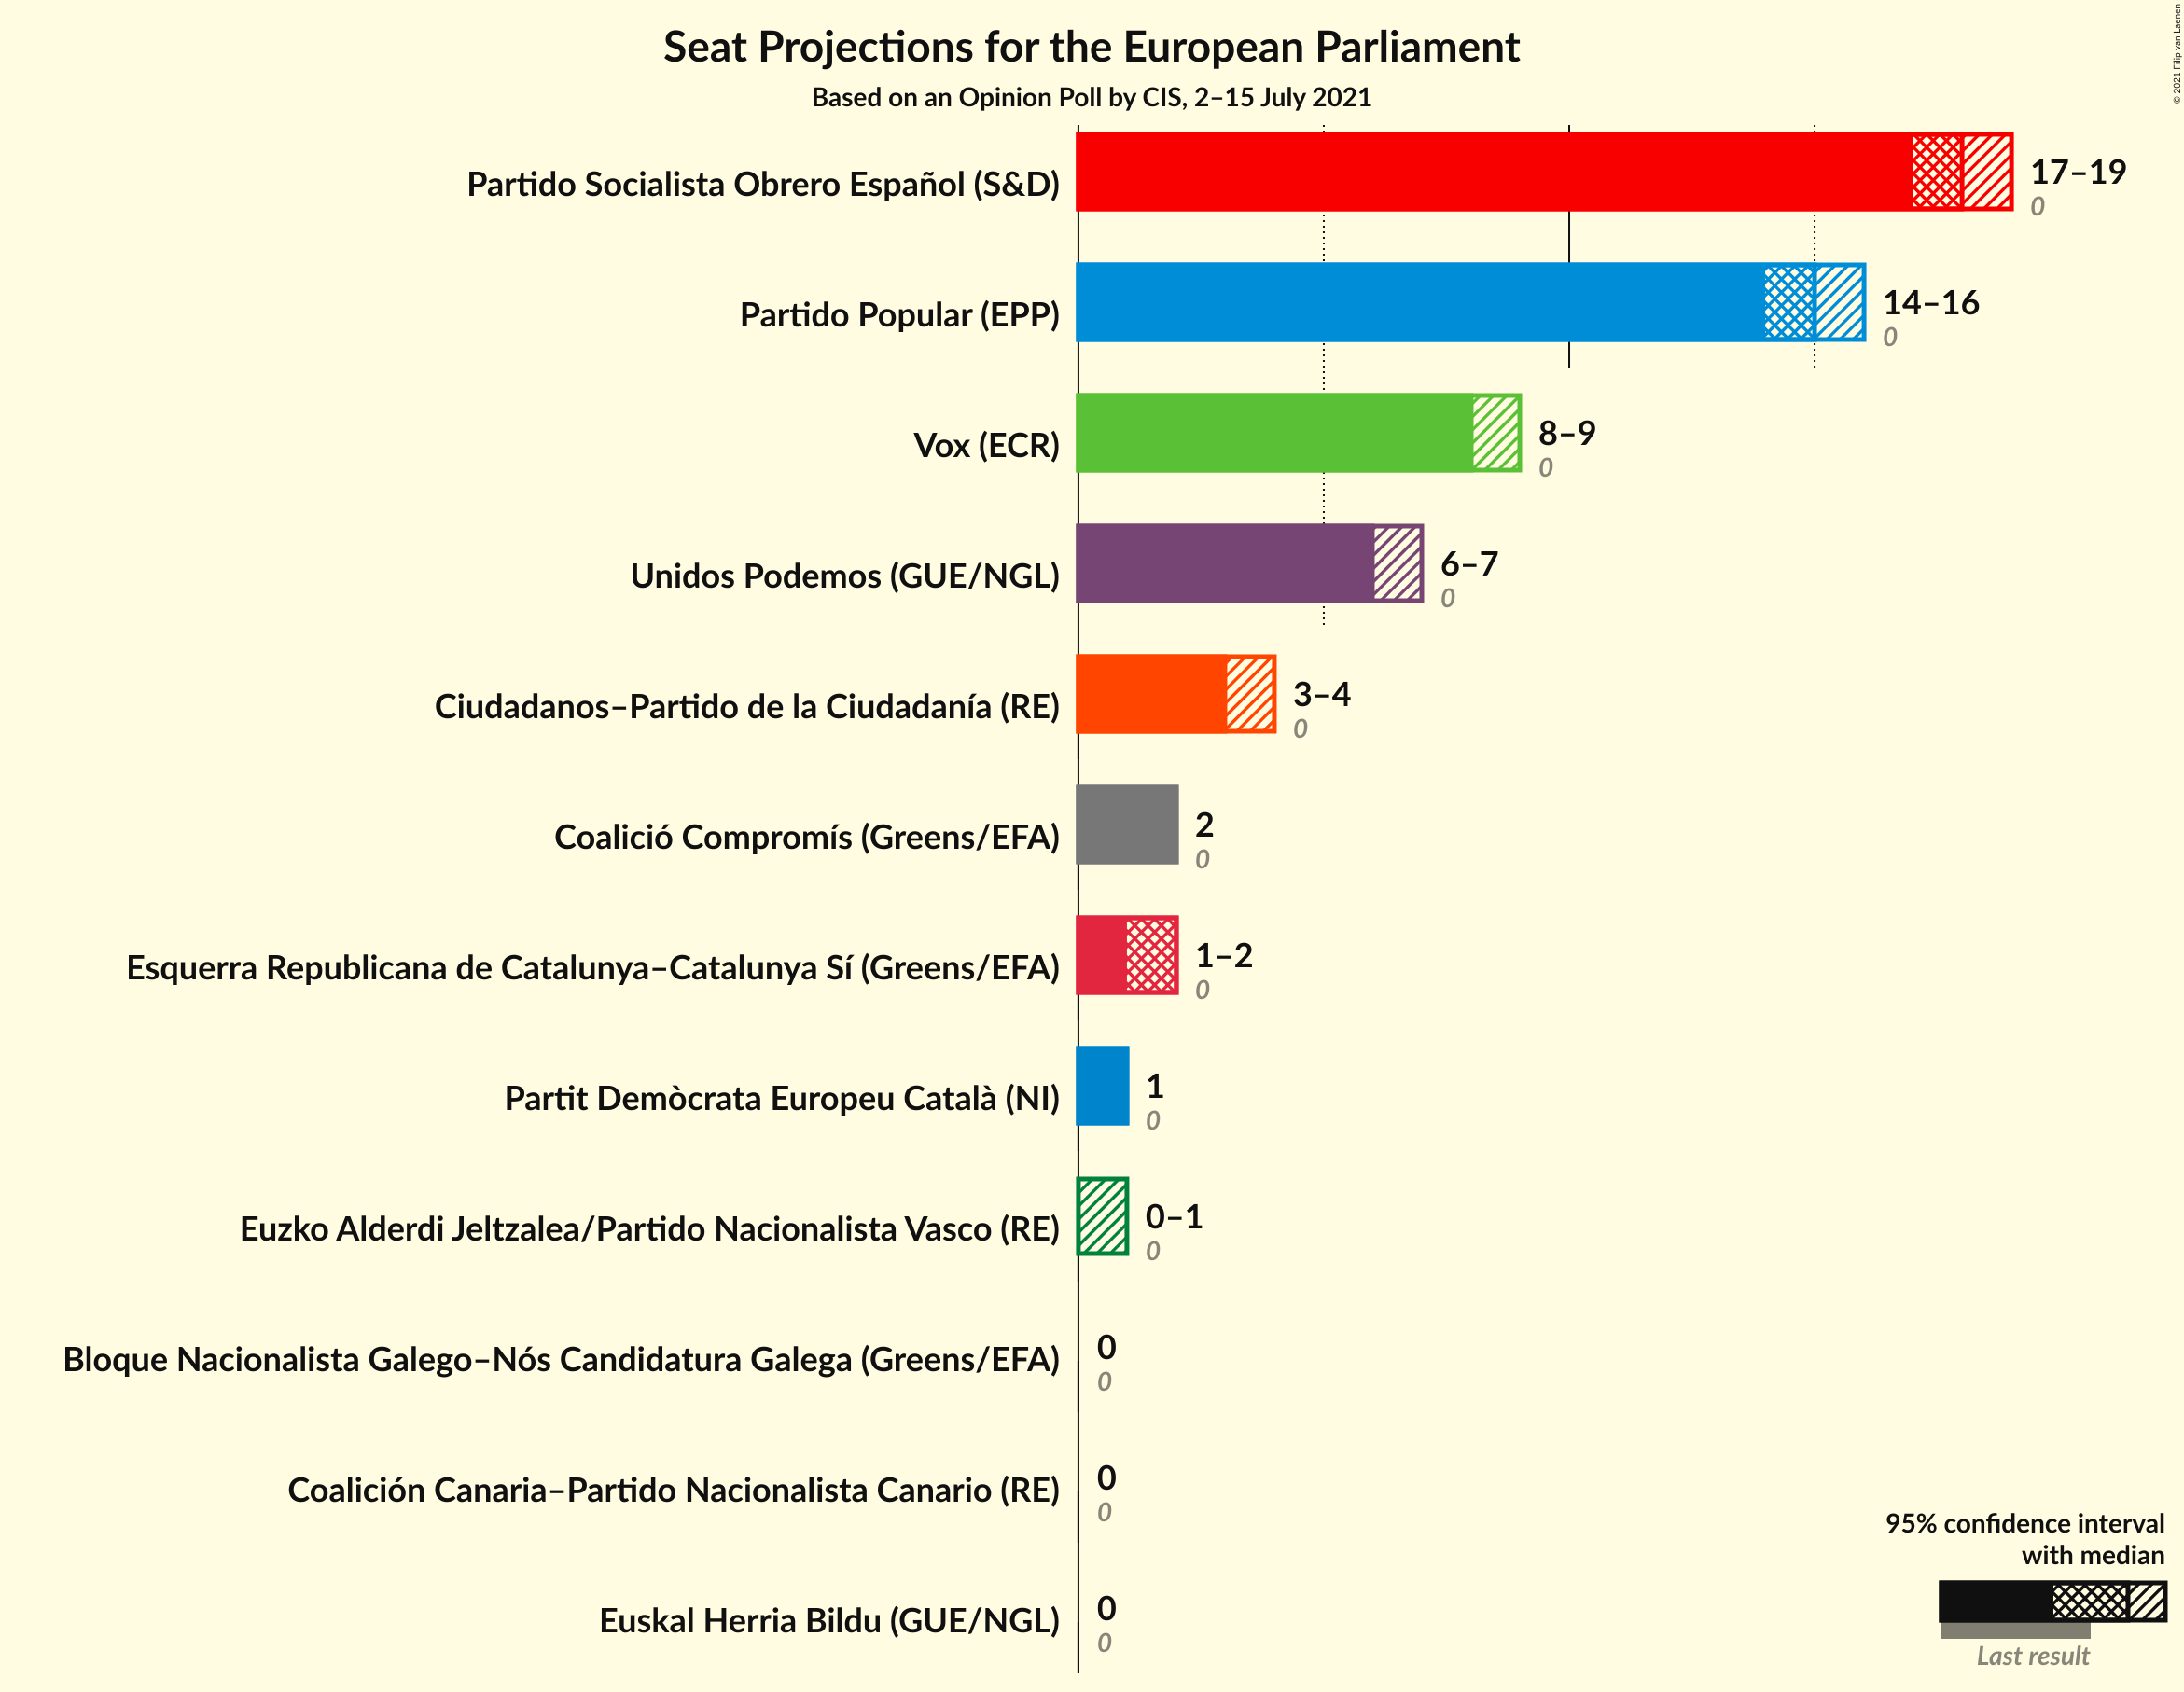 Seat Projections for the European Parliament
Based on an Opinion Poll by CIS, 2–15 July 2021
© 2021 Filip van Laenen
Partido Socialista Obrero Español (S&D)
17–19
0
Partido Popular (EPP)
14–16
0
Vox (ECR)
8–9
0
Unidos Podemos (GUE/NGL)
6–7
0
Ciudadanos–Partido de la Ciudadanía (RE)
3–4
0
Coalició Compromís (Greens/EFA)
2
0
Esquerra Republicana de Catalunya–Catalunya Sí (Greens/EFA)
1–2
0
Partit Demòcrata Europeu Català (NI)
1
0
Euzko Alderdi Jeltzalea/Partido Nacionalista Vasco (RE)
0–1
0
Bloque Nacionalista Galego–Nós Candidatura Galega (Greens/EFA)
0
0
Coalición Canaria–Partido Nacionalista Canario (RE)
0
0
Euskal Herria Bildu (GUE/NGL)
0
0
95% confidence interval
with median
Last result